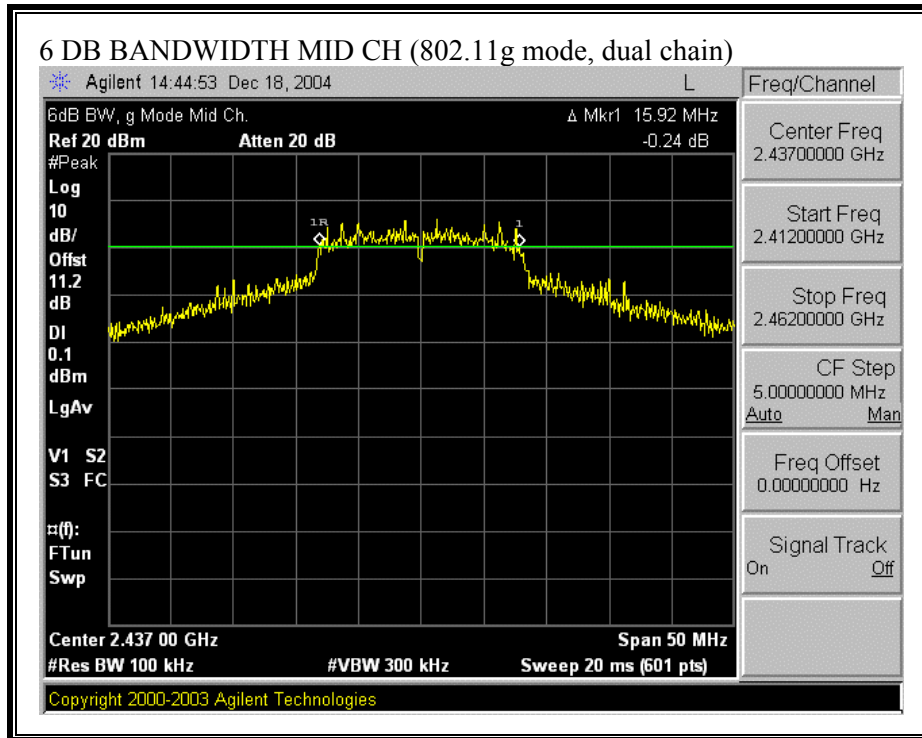 6 DB BANDWIDTH MID CH (802.11g mode, dual chain)
Agilent 14:44:53 Dec 18, 2004 L
6dB BW, g Mode Mid Ch. Δ Mkr1 15.92 MHz
Ref 20 dBm Atten 20 dB -0.24 dB
#Peak
Log
10
dB/
Offst
11.2
dB
DI
0.1
dBm
LgAv
V1 S2
S3 FC
¤(f):
FTun
Swp
1R
1
Center 2.437 00 GHz Span 50 MHz
#Res BW 100 kHz #VBW 300 kHz Sweep 20 ms (601 pts)
Copyright 2000-2003 Agilent Technologies
Freq/Channel
Center Freq
2.43700000 GHz
Start Freq
2.41200000 GHz
Stop Freq
2.46200000 GHz
CF Step
5.00000000 MHz
Auto Man
Freq Offset
0.00000000 Hz
Signal Track
On Off